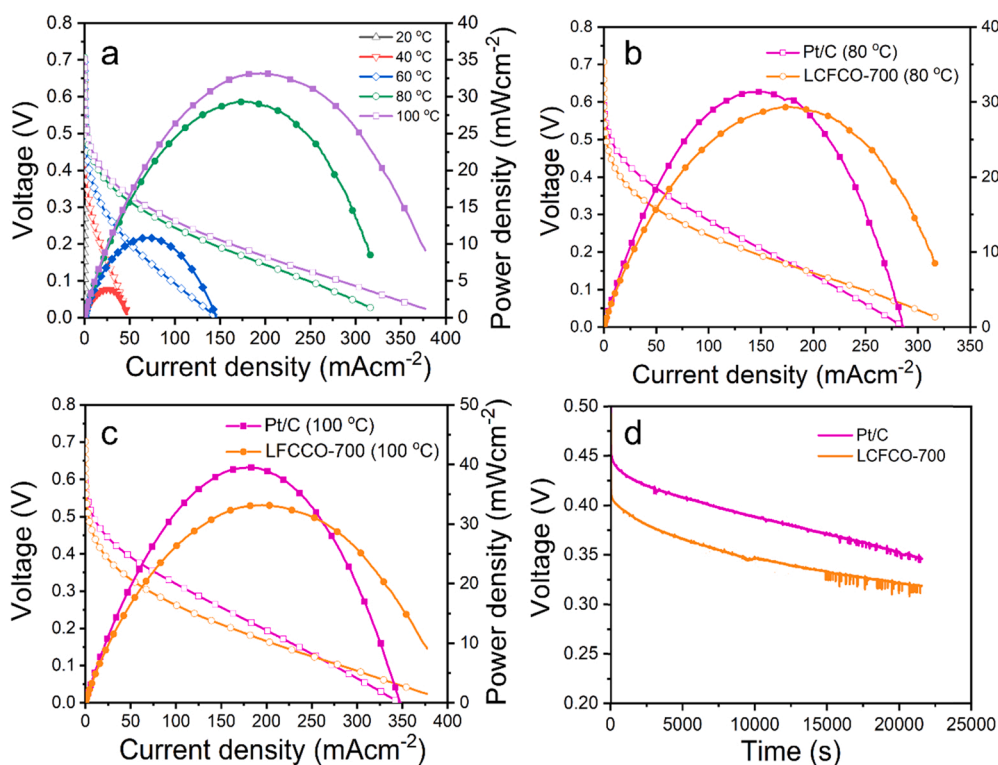 a
20 °C
40 °C
60 °C
80 °C
100 °C
0.8
0.7
0.6
0.5
0.4
0.3
0.2
0.1
0.0
Voltage (V)
40
35
30
25
20
15
10
5
0
Power density (mWcm⁻²)
0 50 100 150 200 250 300 350 400
Current density (mAcm⁻²)
b
Pt/C (80 °C)
LCFCO-700 (80 °C)
0.8
0.7
0.6
0.5
0.4
0.3
0.2
0.1
0.0
Voltage (V)
40
30
20
10
0
0 50 100 150 200 250 300 350
Current density (mAcm⁻²)
c
Pt/C (100 °C)
LFCCO-700 (100 °C)
0.8
0.7
0.6
0.5
0.4
0.3
0.2
0.1
0.0
Voltage (V)
50
40
30
20
10
0
Power density (mWcm⁻²)
0 50 100 150 200 250 300 350 400
Current density (mAcm⁻²)
d
Pt/C
LCFCO-700
0.50
0.45
0.40
0.35
0.30
0.25
0.20
Voltage (V)
0 5000 10000 15000 20000 25000
Time (s)